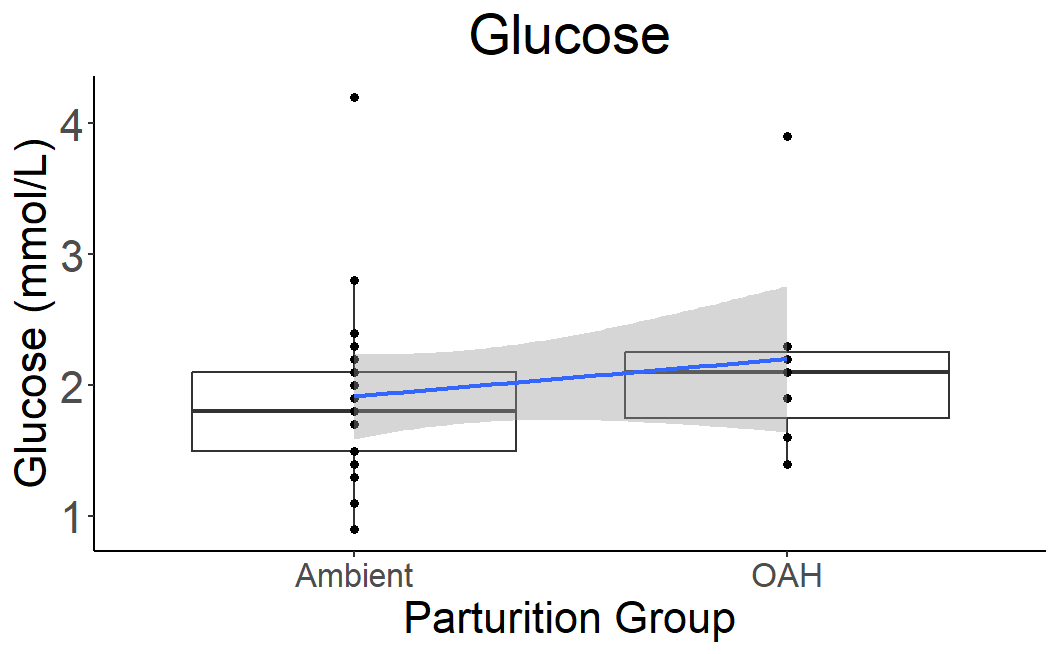 Glucose
4
3
2
1
Glucose (mmol/L)
Ambient
OAH
Parturition Group